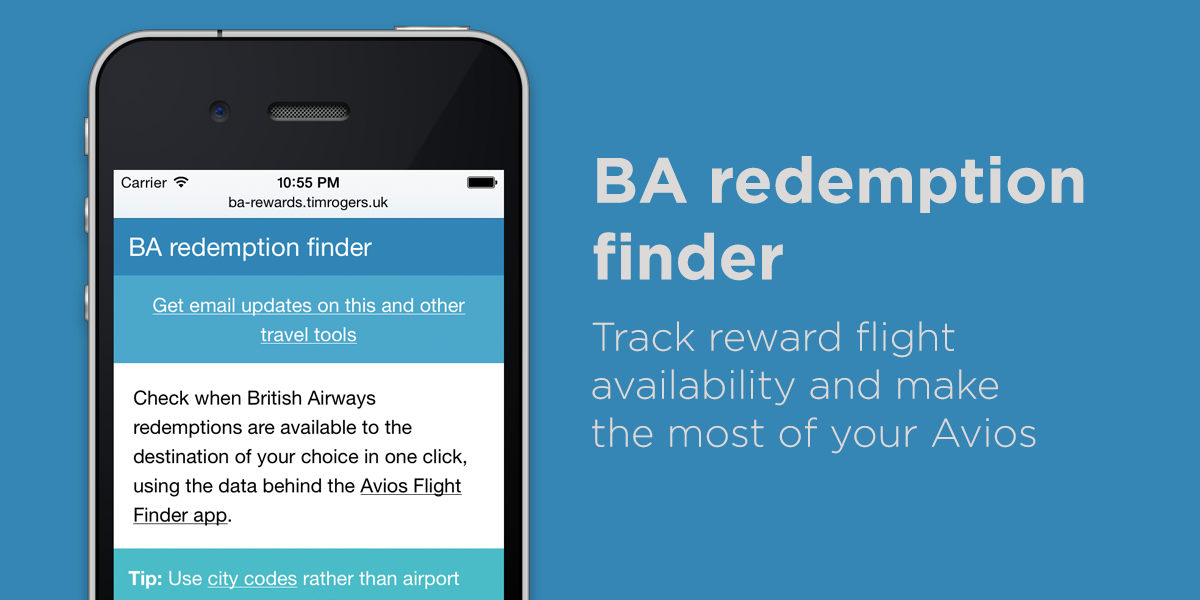 Carrier 10:55 PM
ba-rewards.timrogers.uk
BA redemption finder
Get email updates on this and other
travel tools
Check when British Airways
redemptions are available to the
destination of your choice in one click,
using the data behind the Avios Flight
Finder app.
Tip: Use city codes rather than airport
BA redemption
finder
Track reward flight
availability and make
the most of your Avios